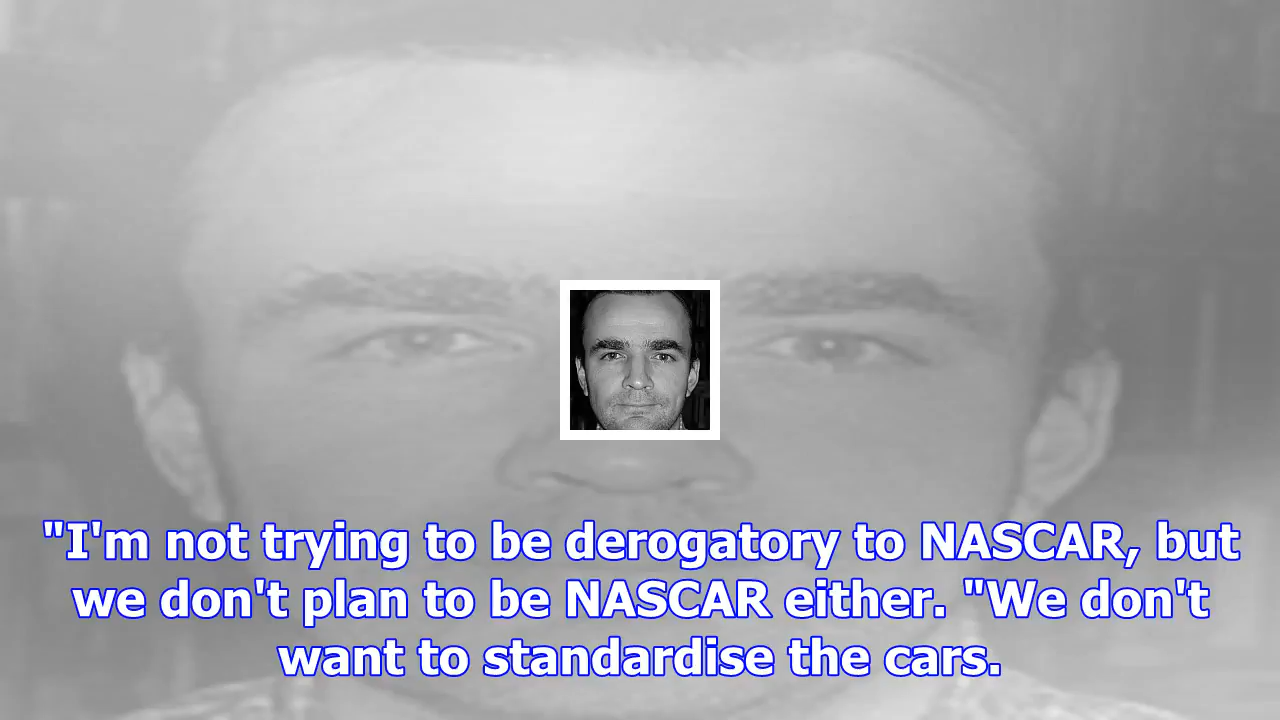 "I'm not trying to be derogatory to NASCAR, but
we don't plan to be NASCAR either. "We don't
want to standardise the cars.